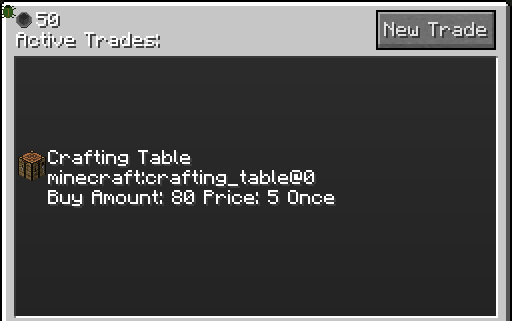 50
Active Trades:
New Trade
Crafting Table
minecraft:crafting_table@0
Buy Amount: 80 Price: 5 Once